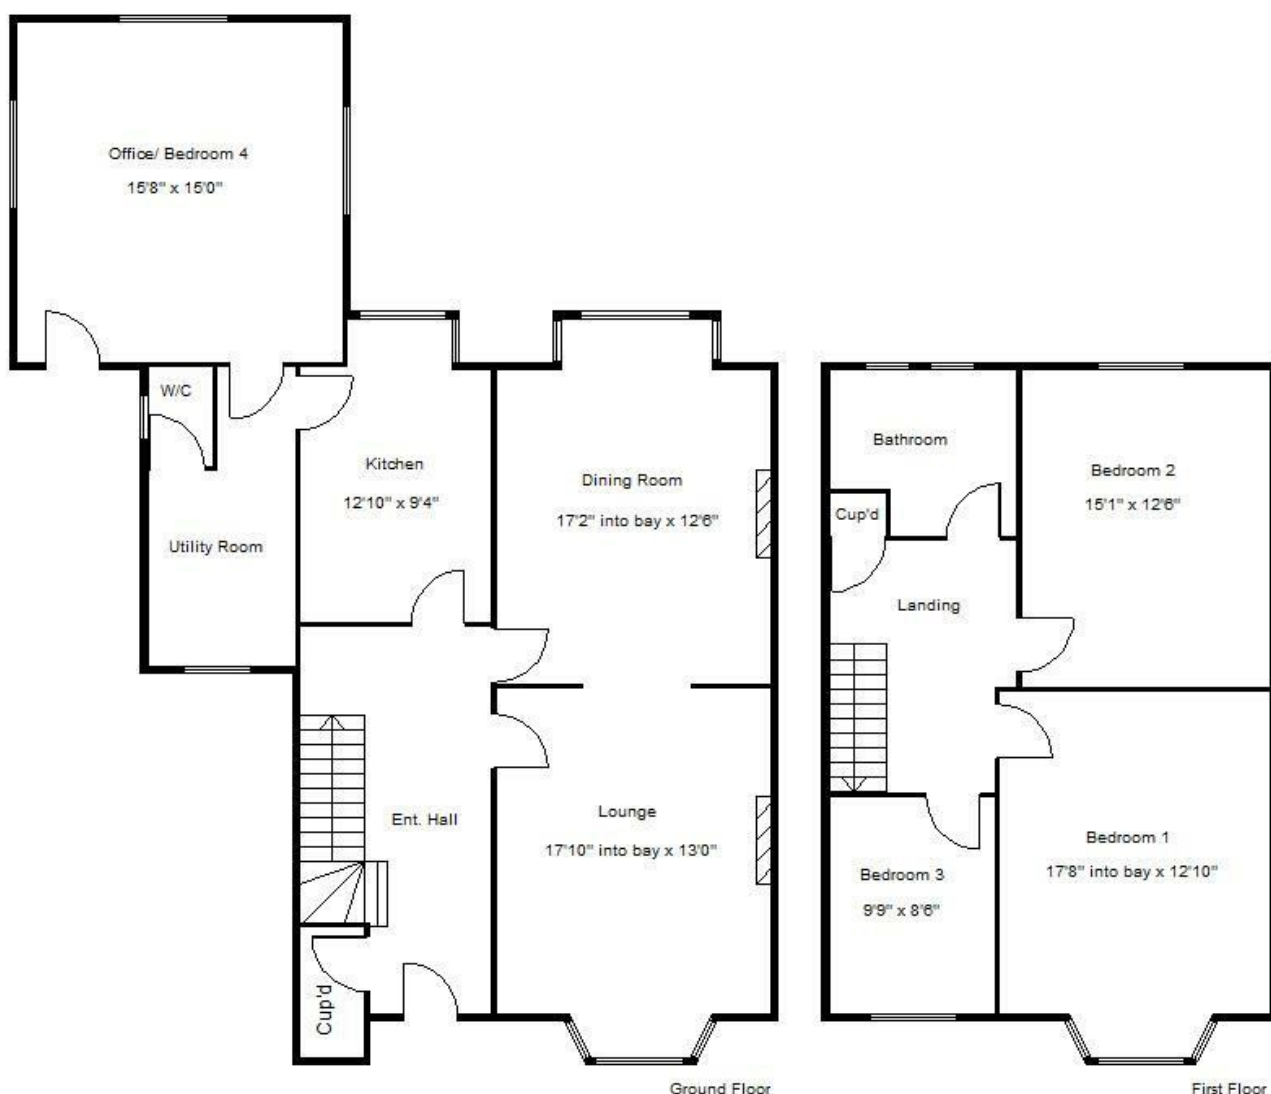 Office/ Bedroom 4
15'8" x 15'0"
W/C
Kitchen
12'10" x 9'4"
Utility Room
Dining Room
17'2" into bay x 12'6"
Ent. Hall
Lounge
17'10" into bay x 13'0"
Cup'd
Ground Floor
Bathroom
Bedroom 2
15'1" x 12'6"
Cup'd
Landing
Bedroom 1
17'8" into bay x 12'10"
Bedroom 3
9'9" x 8'6"
First Floor